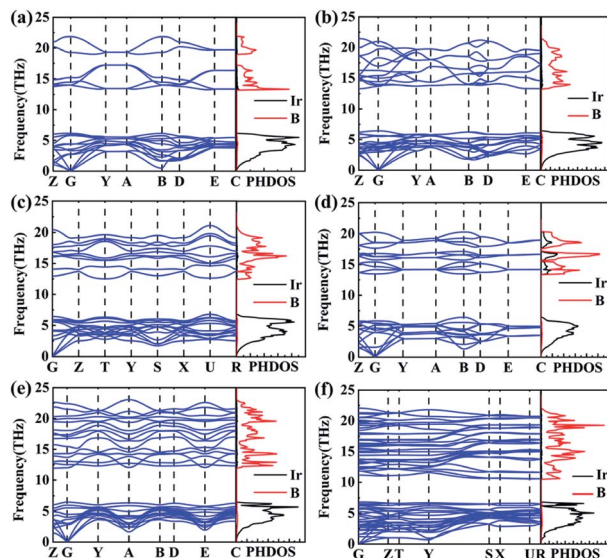 (a)
Frequency(THz)
25
20
15
10
5
0
Ir
B
Z G Y A B D E C PHDOS
(b)
Frequency(THz)
25
20
15
10
5
0
Ir
B
Z G Y A B D E C PHDOS
(c)
Frequency(THz)
25
20
15
10
5
0
Ir
B
G Z T Y S X U R PHDOS
(d)
Frequency(THz)
25
20
15
10
5
0
Ir
B
Z G Y A B D E C PHDOS
(e)
Frequency(THz)
25
20
15
10
5
0
Ir
B
Z G Y A B D E C PHDOS
(f)
Frequency(THz)
25
20
15
10
5
0
Ir
B
G Z T Y S X U R PHDOS